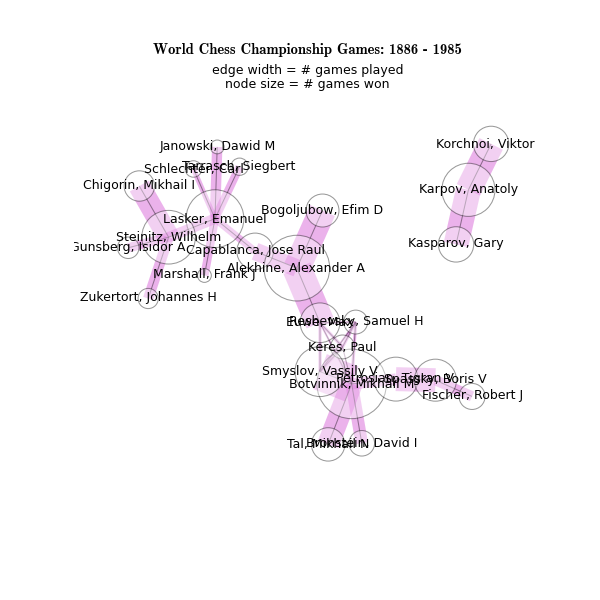 World Chess Championship Games: 1886 - 1985
edge width = # games played
node size = # games won
Korchnoi, Viktor
Janowski, Dawid M
Tarrasch, Siegbert
Schlechter, Carl
Chigorin, Mikhail I
Karpov, Anatoly
Bogoljubow, Efim D
Lasker, Emanuel
Steinitz, Wilhelm
Kasparov, Gary
Gunsberg, Isidor A
Capablanca, Jose Raul
Alekhine, Alexander A
Marshall, Frank J
Zukertort, Johannes H
Euwe, Max
Reshevsky, Samuel H
Keres, Paul
Smyslov, Vassily V
Petrosian, Tigran V
Spassky, Boris V
Botvinnik, Mikhail M
Fischer, Robert J
Tal, Mikhail N
Bronstein, David I